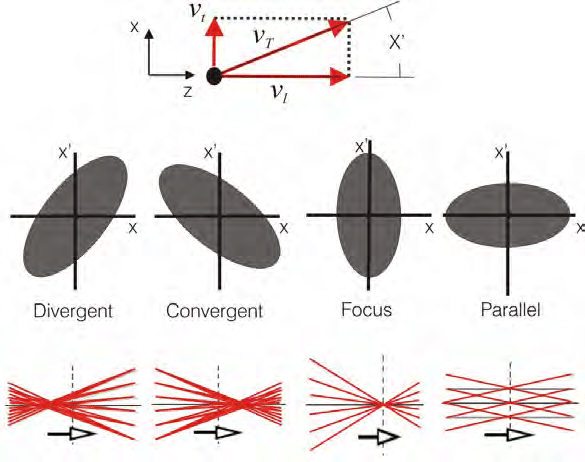 v_t
x
v_T
X'
z
v_l
x'
x'
x'
x'
x
x
x
x
Divergent
Convergent
Focus
Parallel